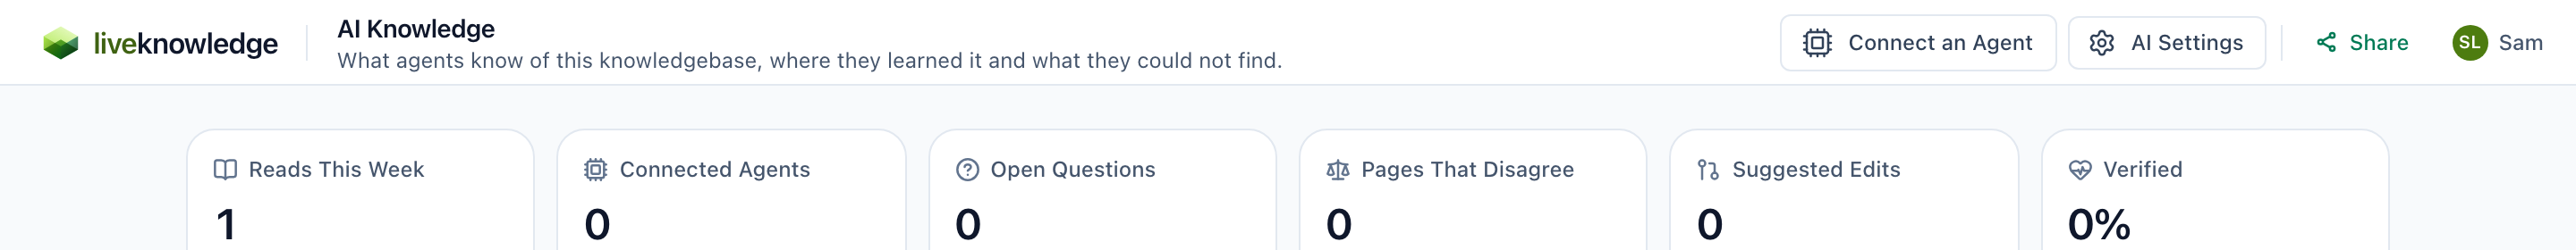 liveknowledge
AI Knowledge
What agents know of this knowledgebase, where they learned it and what they could not find.
Connect an Agent
AI Settings
Share
SL
Sam
Reads This Week
1
Connected Agents
0
Open Questions
0
Pages That Disagree
0
Suggested Edits
0
Verified
0%